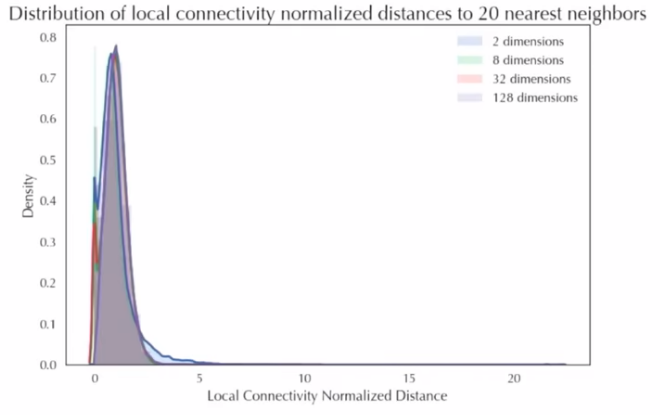 Distribution of local connectivity normalized distances to 20 nearest neighbors
0.8
2 dimensions
8 dimensions
0.7
32 dimensions
128 dimensions
0.6
0.5
Density
0.4
0.3
0.2
0.1
0.0
0 5 10 15 20
Local Connectivity Normalized Distance